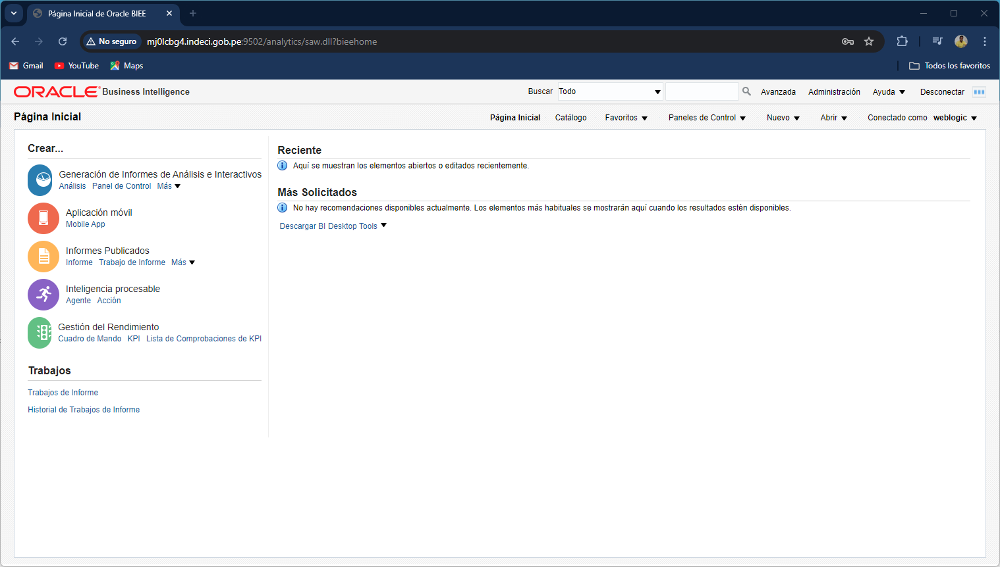 Página Inicial de Oracle BIEE
No seguro mj0lcbg4.indeci.gob.pe:9502/analytics/saw.dll?bieehome
Gmail YouTube Maps Todos los favoritos
ORACLE Business Intelligence Buscar Todo Avanzada Administración Ayuda Desconectar
Página Inicial Página Inicial Catálogo Favoritos Paneles de Control Nuevo Abrir Conectado como weblogic
Crear...
Generación de Informes de Análisis e Interactivos
Análisis Panel de Control Más
Aplicación móvil
Mobile App
Informes Publicados
Informe Trabajo de Informe Más
Inteligencia procesable
Agente Acción
Gestión del Rendimiento
Cuadro de Mando KPI Lista de Comprobaciones de KPI
Trabajos
Trabajos de Informe
Historial de Trabajos de Informe
Reciente
Aquí se muestran los elementos abiertos o editados recientemente.
Más Solicitados
No hay recomendaciones disponibles actualmente. Los elementos más habituales se mostrarán aquí cuando los resultados estén disponibles.
Descargar BI Desktop Tools